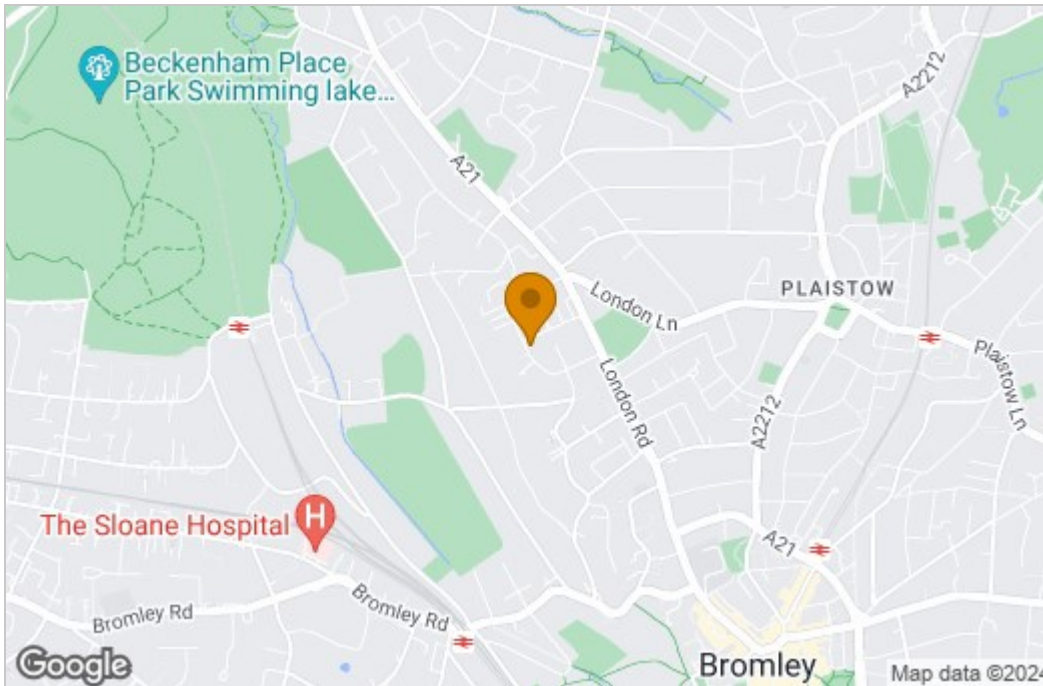 Beckenham Place
Park Swimming lake...
A21
A2212
London Ln
PLAISTOW
Plaistow Ln
London Rd
A2212
The Sloane Hospital
H
A21
Bromley Rd
Bromley Rd
Bromley
Google
Map data ©2024